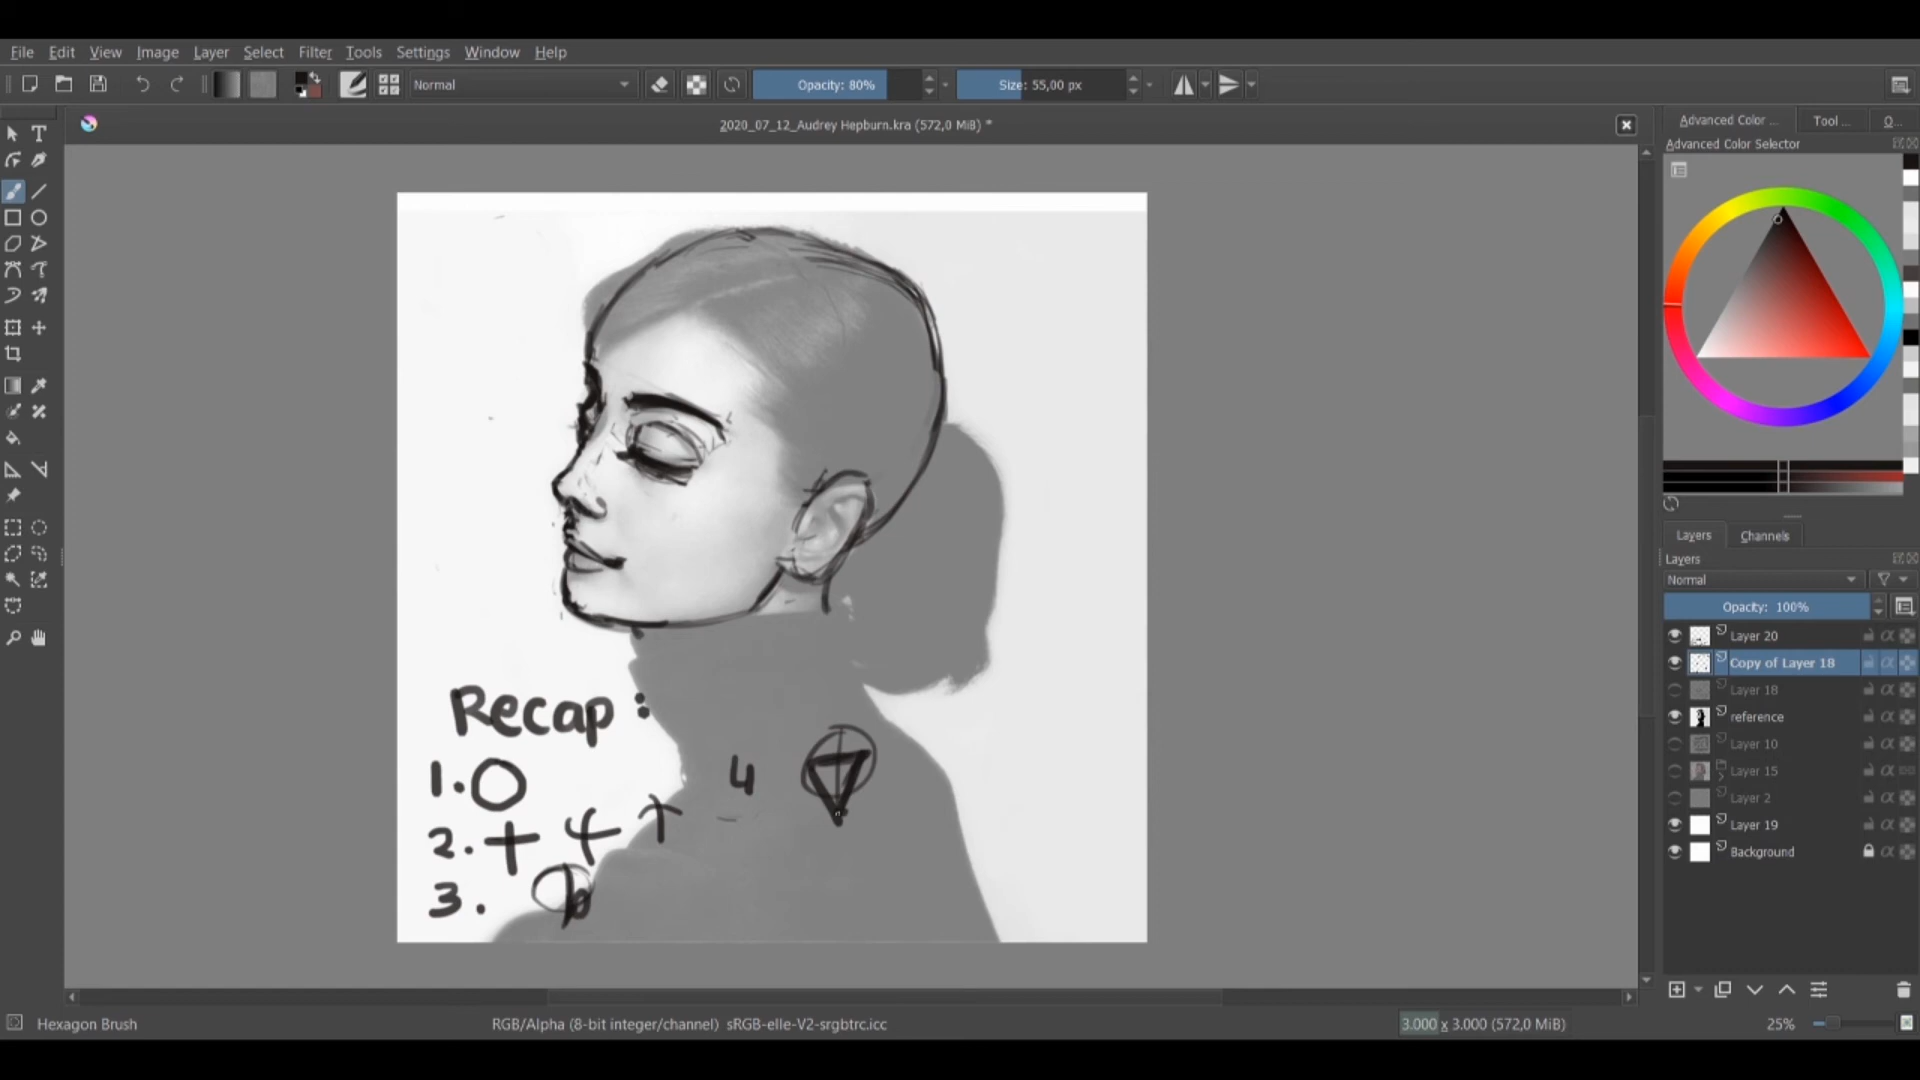 File Edit View Image Layer Select Filter Tools Settings Window Help
Normal Opacity: 80% Size: 55,00 px
2020_07_12_Audrey Hepburn.kra (572,0 MiB) *
Advanced Color ... Tool ... O...
Advanced Color Selector
Recap :
1.
2.
3.
4
Layers Channels
Layers
Normal
Opacity: 100%
Layer 20
Copy of Layer 18
Layer 18
reference
Layer 10
Layer 15
Layer 2
Layer 19
Background
Hexagon Brush RGB/Alpha (8-bit integer/channel) sRGB-elle-V2-srgbtrc.icc 3.000 x 3.000 (572,0 MiB) 25%